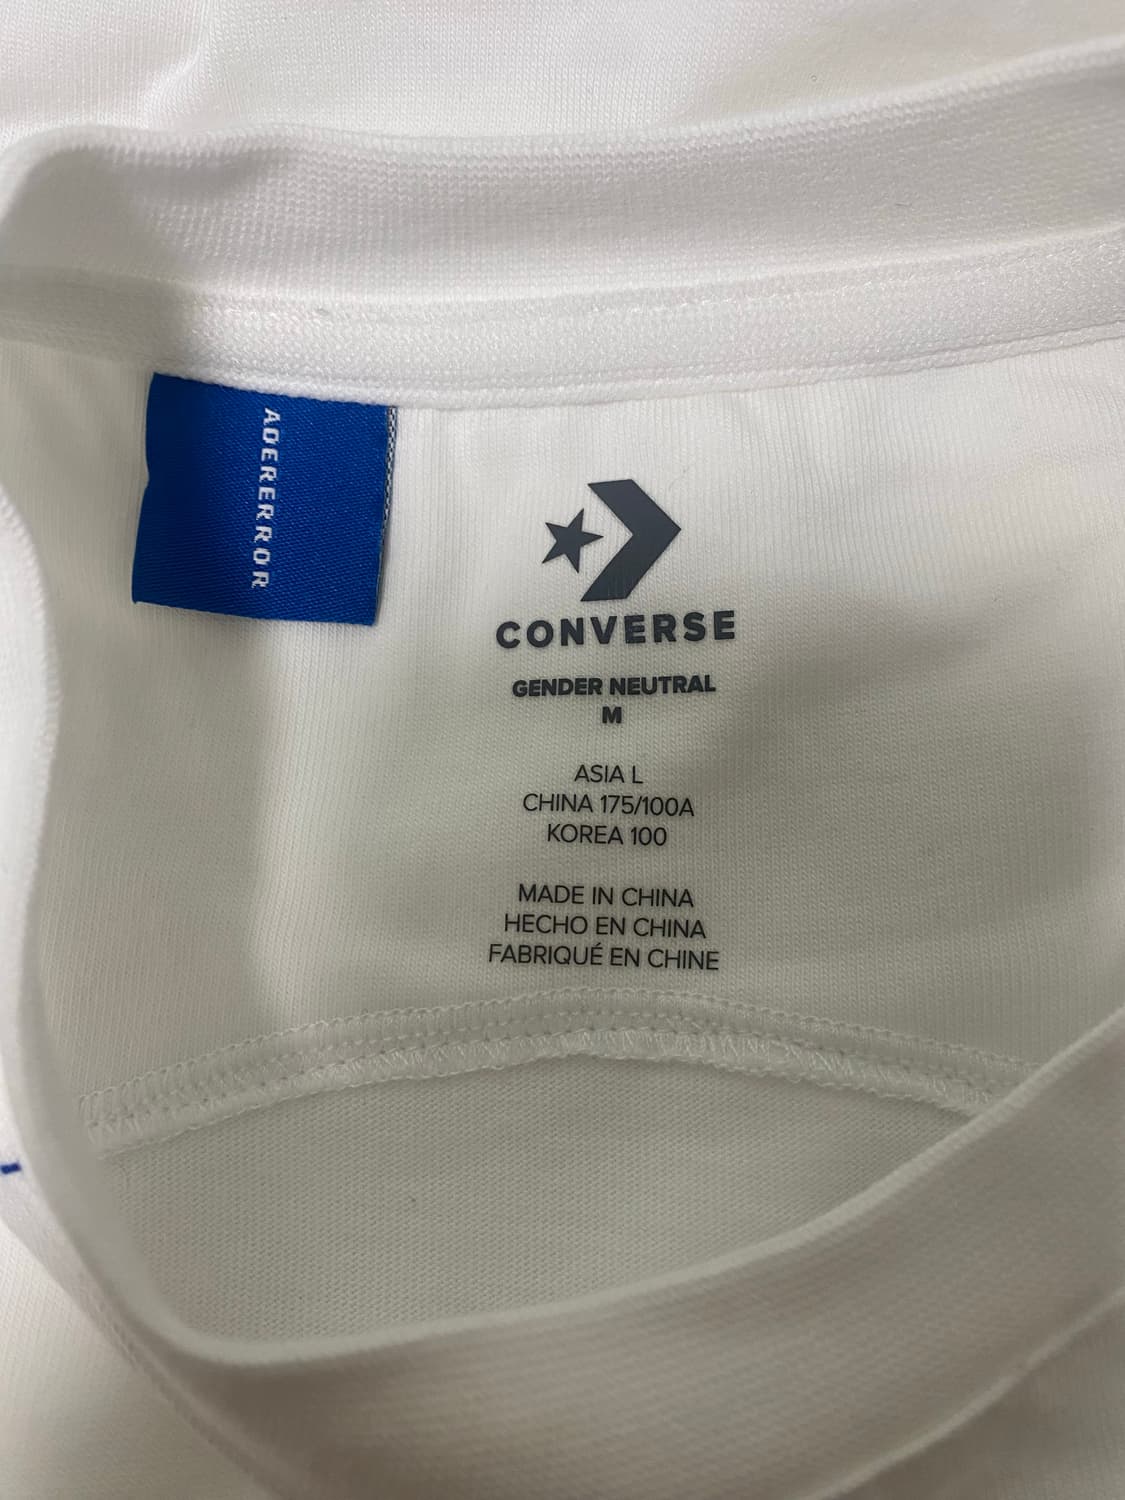 ADERERROR
CONVERSE
GENDER NEUTRAL
M
ASIA L
CHINA 175/100A
KOREA 100
MADE IN CHINA
HECHO EN CHINA
FABRIQUÉ EN CHINE